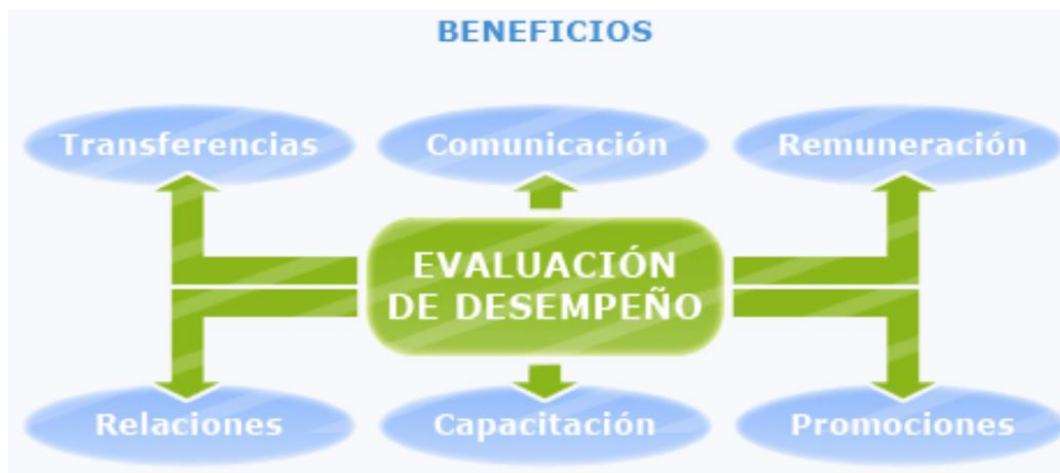 BENEFICIOS
Transferencias
Comunicación
Remuneración
EVALUACIÓN
DE DESEMPEÑO
Relaciones
Capacitación
Promociones